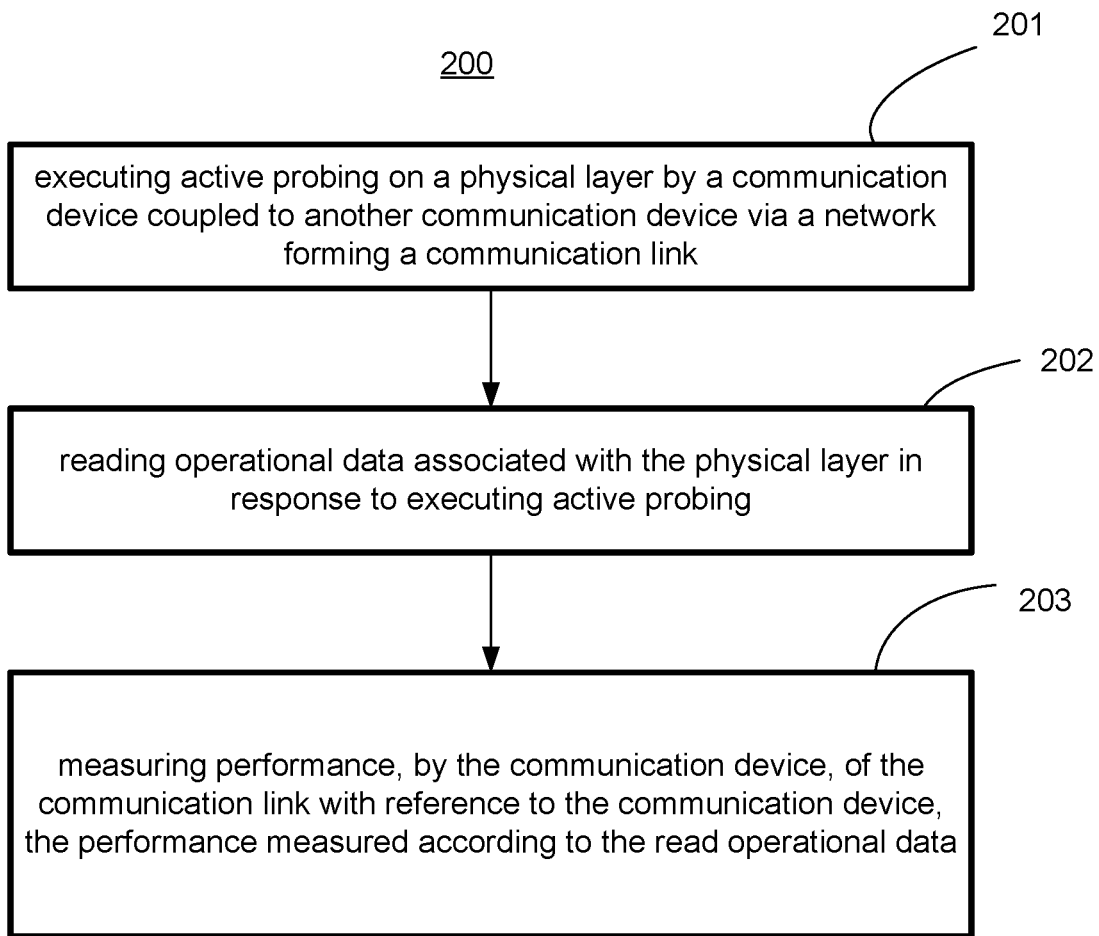 201
200
executing active probing on a physical layer by a communication
device coupled to another communication device via a network
forming a communication link
202
reading operational data associated with the physical layer in
response to executing active probing
203
measuring performance, by the communication device, of the
communication link with reference to the communication device,
the performance measured according to the read operational data